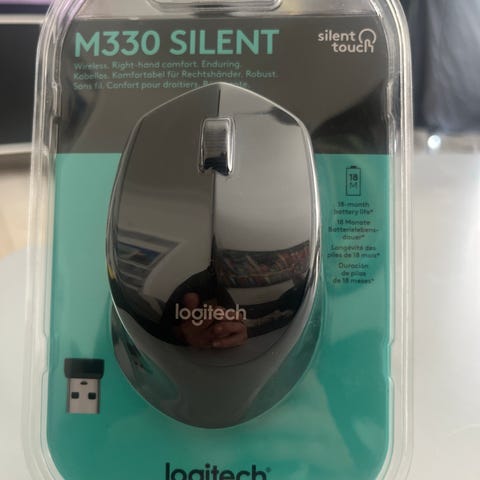 M330 SILENT
silent
touch
Wireless. Right-hand comfort. Enduring.
Kabellos. Komfortabel für Rechtshänder. Robust.
Sans fil. Confort pour droitiers.
18
M
18-month
battery life*
18 Monate
Batterielebens-
dauer*
Longévité des
piles de 18 mois*
Duración
de pilas
de 18 meses*
logitech
logitech